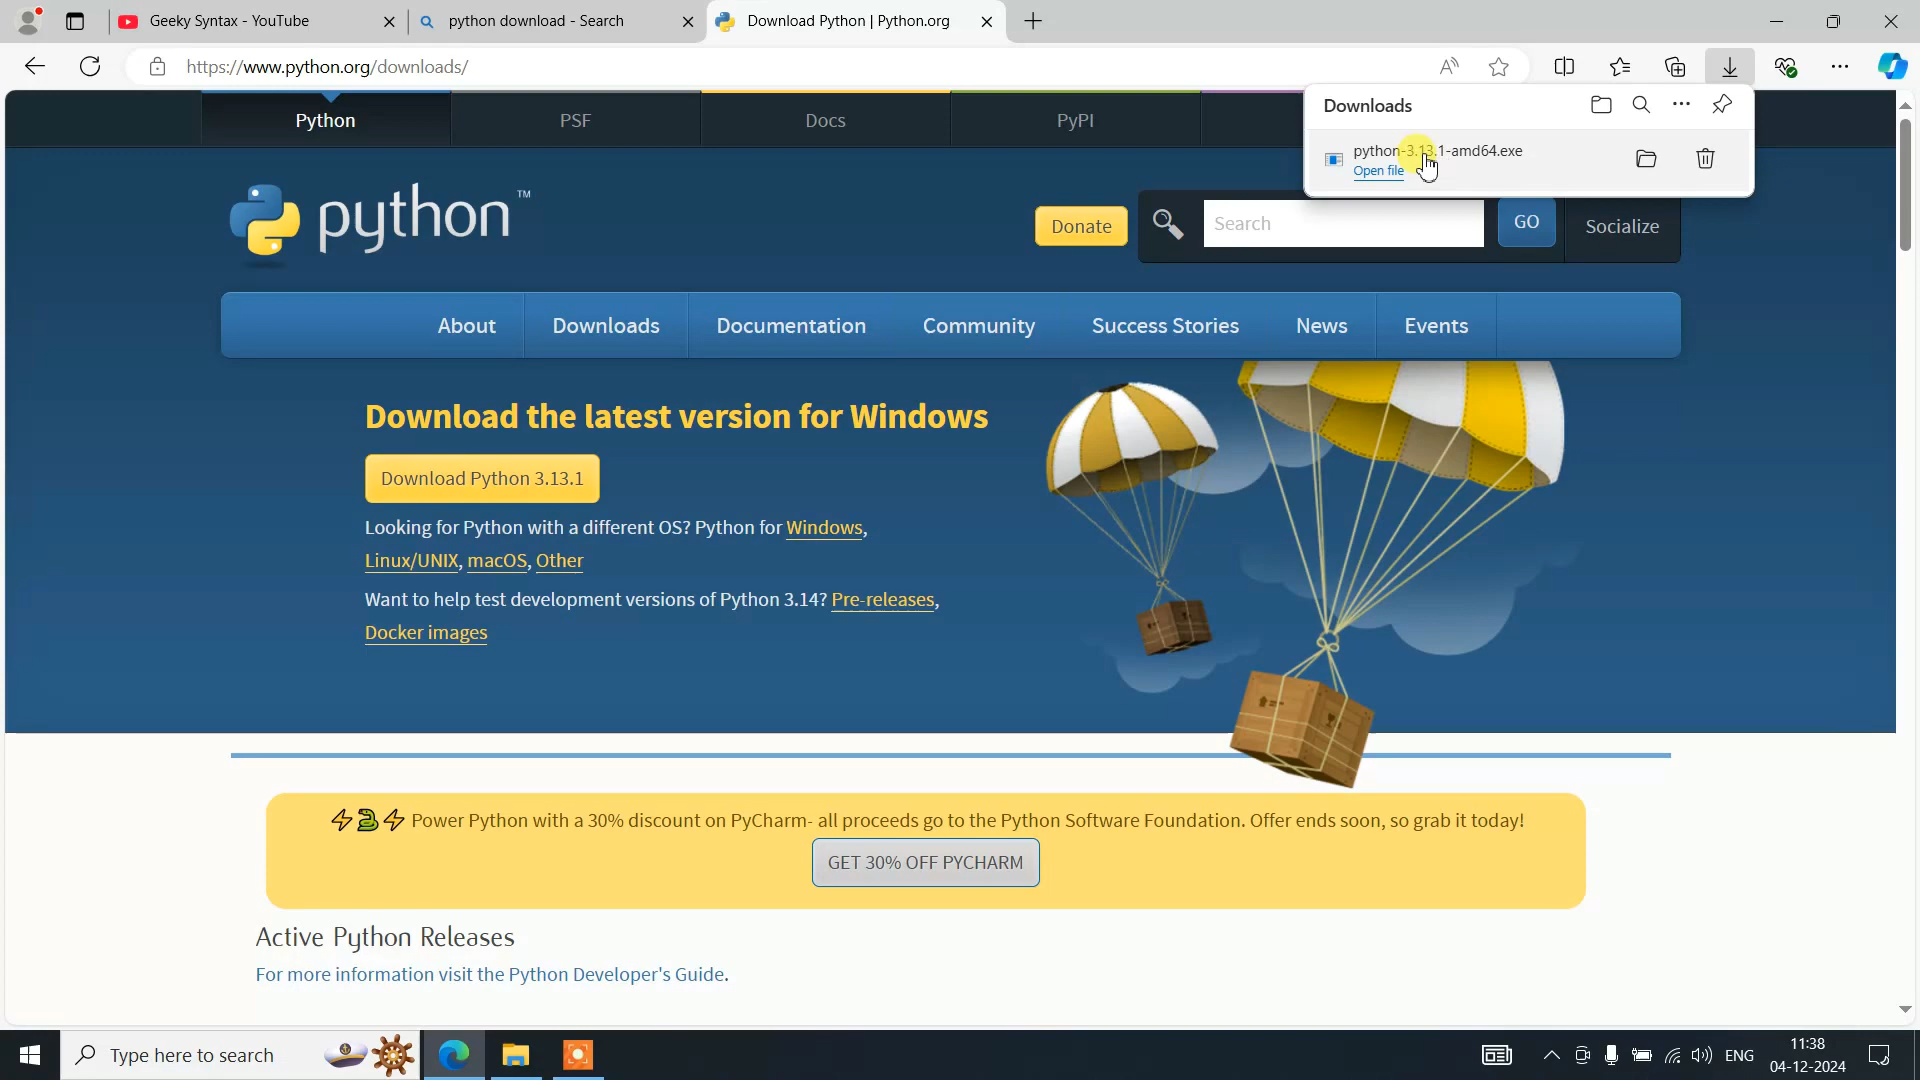 Geeky Syntax - YouTube
python download - Search
Download Python | Python.org
https://www.python.org/downloads/
Downloads
python-3.13.1-amd64.exe
Open file
Python
PSF
Docs
PyPI
python™
Donate
Search
GO
Socialize
About
Downloads
Documentation
Community
Success Stories
News
Events
Download the latest version for Windows
Download Python 3.13.1
Looking for Python with a different OS? Python for Windows,
Linux/UNIX, macOS, Other
Want to help test development versions of Python 3.14? Pre-releases,
Docker images
⚡🐍⚡ Power Python with a 30% discount on PyCharm- all proceeds go to the Python Software Foundation. Offer ends soon, so grab it today!
GET 30% OFF PYCHARM
Active Python Releases
For more information visit the Python Developer's Guide.
Type here to search
ENG
11:38
04-12-2024